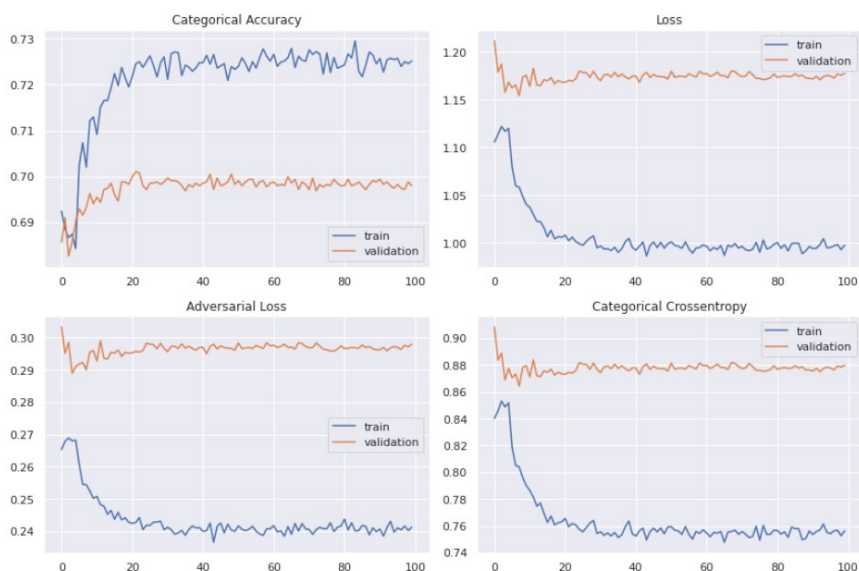 Categorical Accuracy
0.73
0.72
0.71
0.70
0.69
train
validation
0 20 40 60 80 100
Loss
1.20
1.15
1.10
1.05
1.00
train
validation
0 20 40 60 80 100
Adversarial Loss
0.30
0.29
0.28
0.27
0.26
0.25
0.24
train
validation
0 20 40 60 80 100
Categorical Crossentropy
0.90
0.88
0.86
0.84
0.82
0.80
0.78
0.76
0.74
train
validation
0 20 40 60 80 100